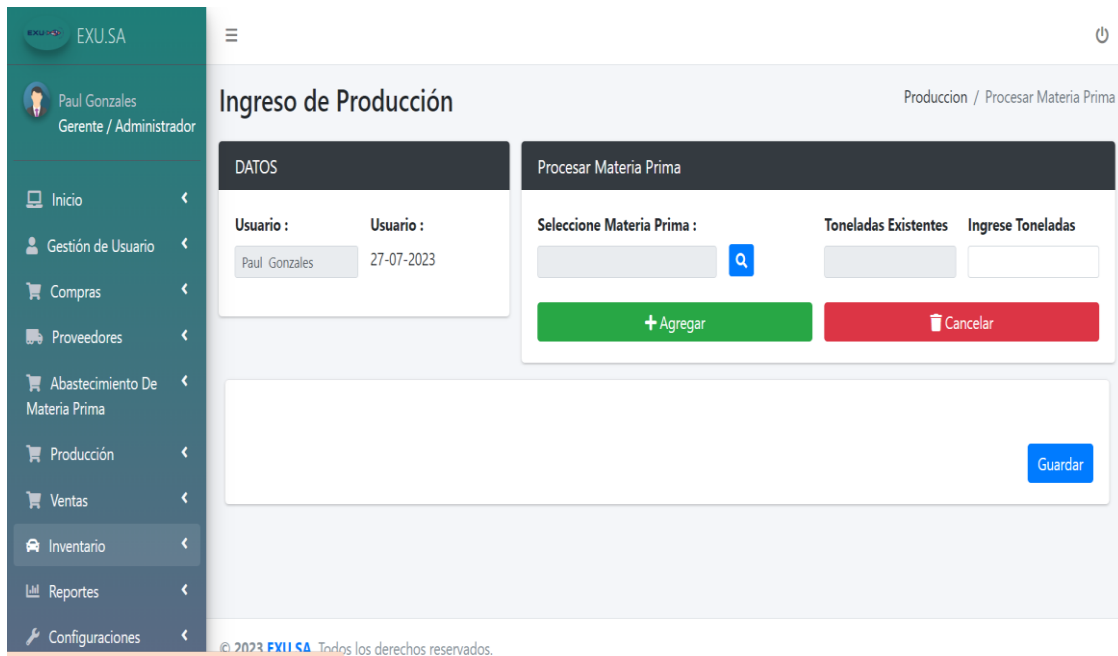 EXU.SA
Paul Gonzales
Gerente / Administrador
Inicio
Gestión de Usuario
Compras
Proveedores
Abastecimiento De
Materia Prima
Producción
Ventas
Inventario
Reportes
Configuraciones
Ingreso de Producción
Produccion / Procesar Materia Prima
DATOS
Usuario : Usuario :
Paul Gonzales 27-07-2023
Procesar Materia Prima
Seleccione Materia Prima : Toneladas Existentes Ingrese Toneladas
Agregar Cancelar
Guardar
© 2023 EXU.SA. Todos los derechos reservados.